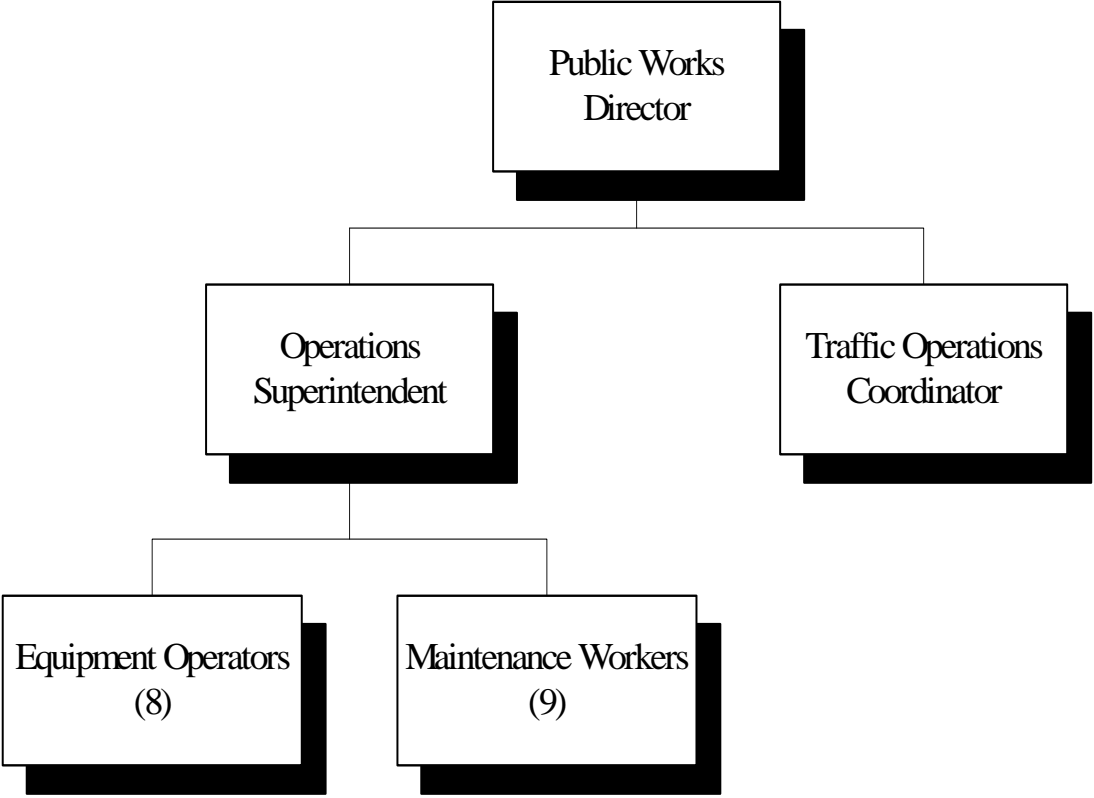 Public Works
Director
Operations
Superintendent
Traffic Operations
Coordinator
Equipment Operators
(8)
Maintenance Workers
(9)